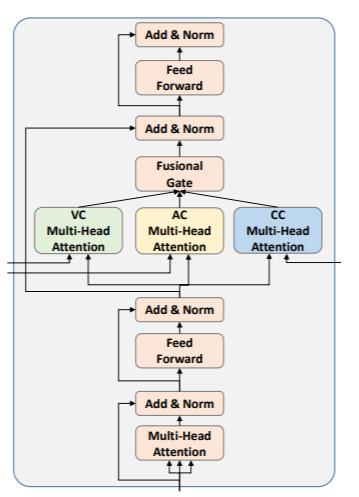 Add & Norm
Feed
Forward
Add & Norm
Fusional
Gate
VC
Multi-Head
Attention
AC
Multi-Head
Attention
CC
Multi-Head
Attention
Add & Norm
Feed
Forward
Add & Norm
Multi-Head
Attention